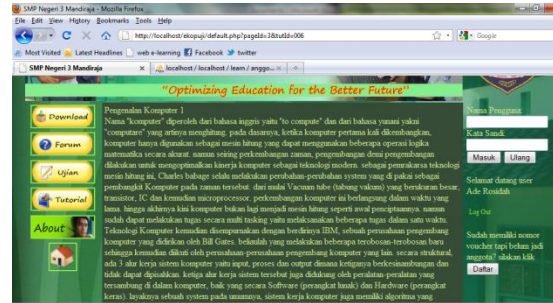 SMP Negeri 3 Mandiraja - Mozilla Firefox
File Edit View History Bookmarks Tools Help
http://localhost/ekopuji/default.php?pageId=3&tutId=006
Google
Most Visited Latest Headlines web e-learning Facebook twitter
SMP Negeri 3 Mandiraja
localhost / localhost / learn / anggo...
"Optimizing Education for the Better Future"
Download
Forum
Ujian
Tutorial
About
Pengenalan Komputer 1
Nama "komputer" diperoleh dari bahasa inggris yaitu "to compute" dan dari bahasa yunani yakni
"computare" yang artinya menghitung, pada dasarnya, ketika komputer pertama kali dikembangkan,
komputer hanya digunakan sebagai mesin hitung yang dapat menggunakan beberapa operasi logika
matematika secara akurat. namun seiring perkembangan zaman, pengembangan demi pengembangan
dilakukan untuk mengoptimalkan kinerja komputer sebagai teknologi modern. sebagai pemrakarsa teknologi
mesin hitung ini, Charles babage selalu melakukan perubahan-perubahan system yang di pakai sebagai
pembangkit Komputer pada zaman tersebut. dari mulai Vacuum tube (tabung vakum) yang berukuran besar,
transistor, IC dan kemudian microprocessor. perkembangan komputer ini berlangsung dalam waktu yang
lama. hingga akhirnya kini komputer bukan lagi menjadi mesin hitung seperti awal penciptaannya. namun
sudah dapat melakukan tugas secara multi tasking yaitu melaksanakan beberapa tugas dalam satu waktu.
Teknologi Komputer kemudian disempurnakan dengan berdirinya IBM, sebuah perusahaan pengembang
komputer yang didirikan oleh Bill Gates. beliaulah yang melakukan beberapa terobosan-terobosan baru
sehingga kemudian diikuti oleh perusahaan-perusahaan pengembang komputer yang lain. secara struktural,
ada 3 alur kerja sistem komputer yaitu input, proses dan output dimana ketiganya berkesinambungan dan
tidak dapat dipisahkan. ketiga alur kerja sistem tersebut juga didukung oleh peralatan-peralatan yang
tersambung di dalam komputer, baik yang secara Software (perangkat lunak) dan Hardware (perangkat
keras). layaknya sebuah system pada umumnya, sistem kerja komputer juga memiliki algoritma yang
Nama Pengguna
Kata Sandi
Masuk Ulang
Selamat datang user
Ade Residah
Log Out
Sudah memiliki nomor
voucher tapi belum jadi
anggota? silakan klik
Daftar